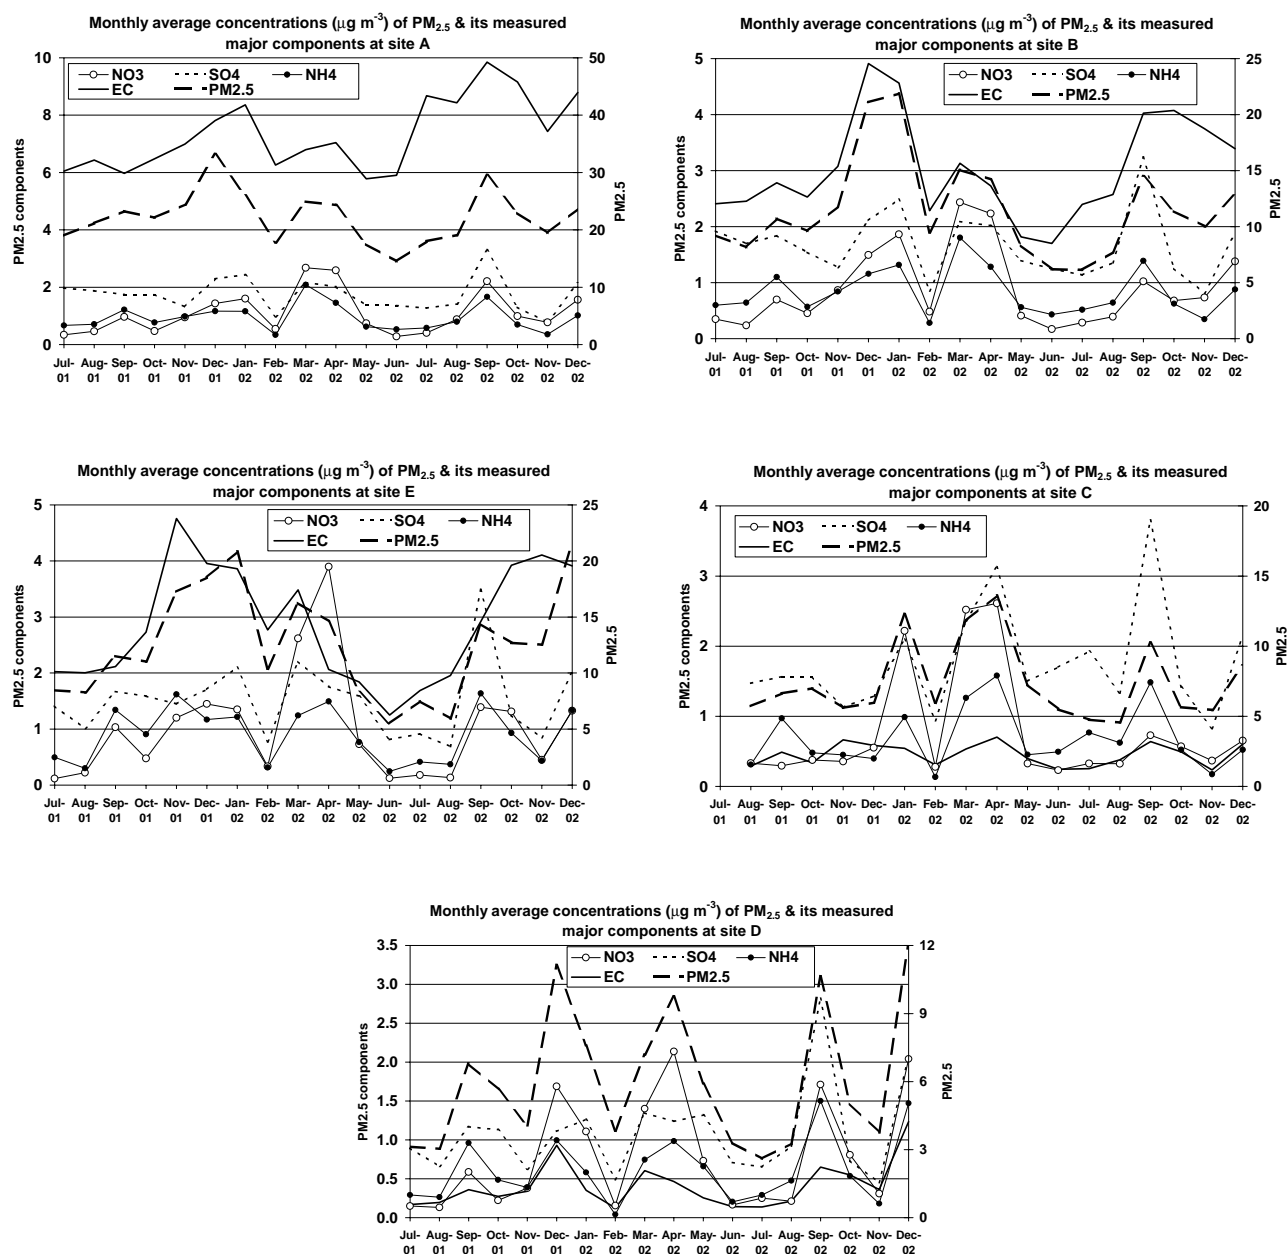 Monthly average concentrations (μg m-3) of PM2.5 & its measured
major components at site A
10
8
6
4
2
0
PM2.5 components
NO3 SO4 NH4
EC PM2.5
50
40
30
20
10
0
PM2.5
Jul- Aug- Sep- Oct- Nov- Dec- Jan- Feb- Mar- Apr- May- Jun- Jul- Aug- Sep- Oct- Nov- Dec-
01 01 01 01 01 01 02 02 02 02 02 02 02 02 02 02 02 02
Monthly average concentrations (μg m-3) of PM2.5 & its measured
major components at site B
5
4
3
2
1
0
PM2.5 components
NO3 SO4 NH4
EC PM2.5
25
20
15
10
5
0
PM2.5
Jul- Aug- Sep- Oct- Nov- Dec- Jan- Feb- Mar- Apr- May- Jun- Jul- Aug- Sep- Oct- Nov- Dec-
01 01 01 01 01 01 02 02 02 02 02 02 02 02 02 02 02 02
Monthly average concentrations (μg m-3) of PM2.5 & its measured
major components at site E
5
4
3
2
1
0
PM2.5 components
NO3 SO4 NH4
EC PM2.5
25
20
15
10
5
0
PM2.5
Jul- Aug- Sep- Oct- Nov- Dec- Jan- Feb- Mar- Apr- May- Jun- Jul- Aug- Sep- Oct- Nov- Dec-
01 01 01 01 01 01 02 02 02 02 02 02 02 02 02 02 02 02
Monthly average concentrations (μg m-3) of PM2.5 & its measured
major components at site C
4
3
2
1
0
PM2.5 components
NO3 SO4 NH4
EC PM2.5
20
15
10
5
0
PM2.5
Jul- Aug- Sep- Oct- Nov- Dec- Jan- Feb- Mar- Apr- May- Jun- Jul- Aug- Sep- Oct- Nov- Dec-
01 01 01 01 01 01 02 02 02 02 02 02 02 02 02 02 02 02
Monthly average concentrations (μg m-3) of PM2.5 & its measured
major components at site D
3.5
3.0
2.5
2.0
1.5
1.0
0.5
0.0
PM2.5 components
NO3 SO4 NH4
EC PM2.5
12
9
6
3
0
PM2.5
Jul- Aug- Sep- Oct- Nov- Dec- Jan- Feb- Mar- Apr- May- Jun- Jul- Aug- Sep- Oct- Nov- Dec-
01 01 01 01 01 01 02 02 02 02 02 02 02 02 02 02 02 02